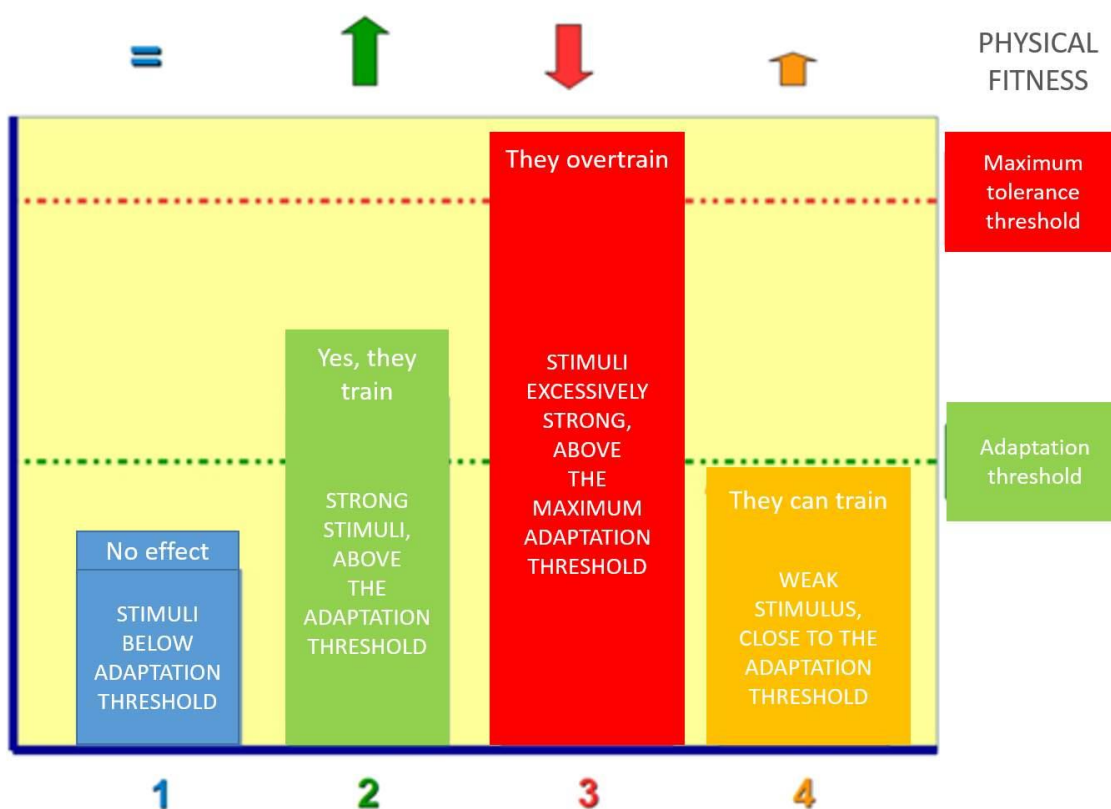 =
PHYSICAL
FITNESS
They overtrain
Maximum
tolerance
threshold
Yes, they
train
STIMULI
EXCESSIVELY
STRONG,
ABOVE
THE
MAXIMUM
ADAPTATION
THRESHOLD
Adaptation
threshold
No effect
STIMULI
BELOW
ADAPTATION
THRESHOLD
STRONG
STIMULI,
ABOVE
THE
ADAPTATION
THRESHOLD
They can train
WEAK
STIMULUS,
CLOSE TO THE
ADAPTATION
THRESHOLD
1 2 3 4